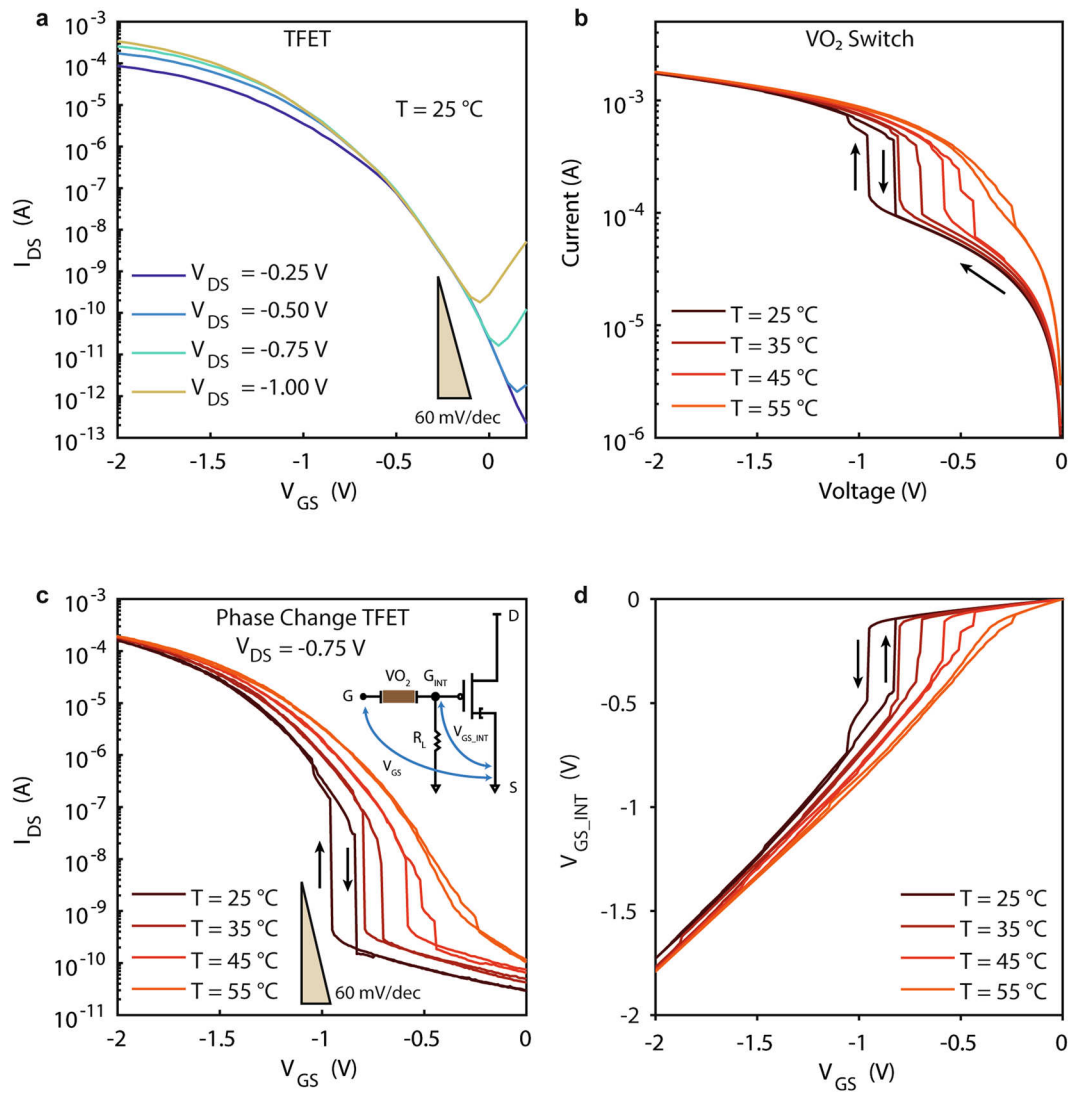 a
TFET
T = 25 °C
10⁻³
10⁻⁴
10⁻⁵
10⁻⁶
10⁻⁷
10⁻⁸
10⁻⁹
10⁻¹⁰
10⁻¹¹
10⁻¹²
10⁻¹³
I_DS (A)
V_DS = -0.25 V
V_DS = -0.50 V
V_DS = -0.75 V
V_DS = -1.00 V
60 mV/dec
-2 -1.5 -1 -0.5 0
V_GS (V)
b
VO₂ Switch
10⁻³
10⁻⁴
10⁻⁵
10⁻⁶
Current (A)
T = 25 °C
T = 35 °C
T = 45 °C
T = 55 °C
-2 -1.5 -1 -0.5 0
Voltage (V)
c
Phase Change TFET
V_DS = -0.75 V
10⁻³
10⁻⁴
10⁻⁵
10⁻⁶
10⁻⁷
10⁻⁸
10⁻⁹
10⁻¹⁰
10⁻¹¹
I_DS (A)
D
VO₂ G_INT
G
R_L
V_GS_INT
V_GS
S
T = 25 °C
T = 35 °C
T = 45 °C
T = 55 °C
60 mV/dec
-2 -1.5 -1 -0.5 0
V_GS (V)
d
0
-0.5
-1
-1.5
-2
V_GS_INT (V)
T = 25 °C
T = 35 °C
T = 45 °C
T = 55 °C
-2 -1.5 -1 -0.5 0
V_GS (V)